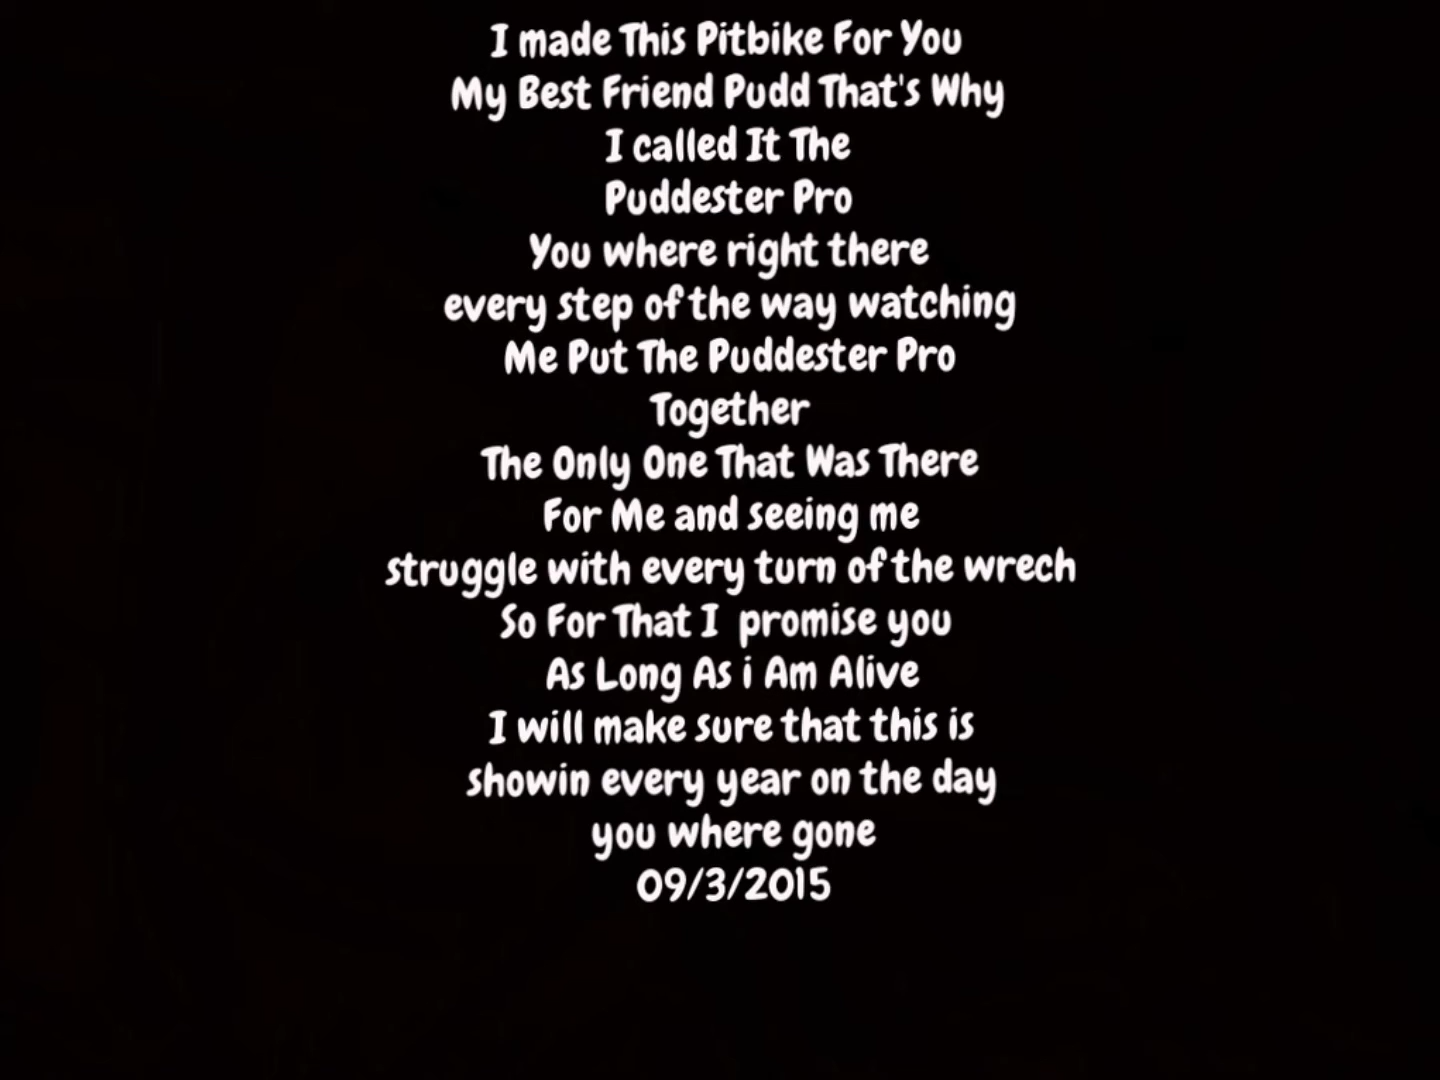 I made This Pitbike For You
My Best Friend Pudd That's Why
I called It The
Puddester Pro
You where right there
every step of the way watching
Me Put The Puddester Pro
Together
The Only One That Was There
For Me and seeing me
struggle with every turn of the wrech
So For That I  promise you
As Long As i Am Alive
I will make sure that this is
showin every year on the day
you where gone
09/3/2015